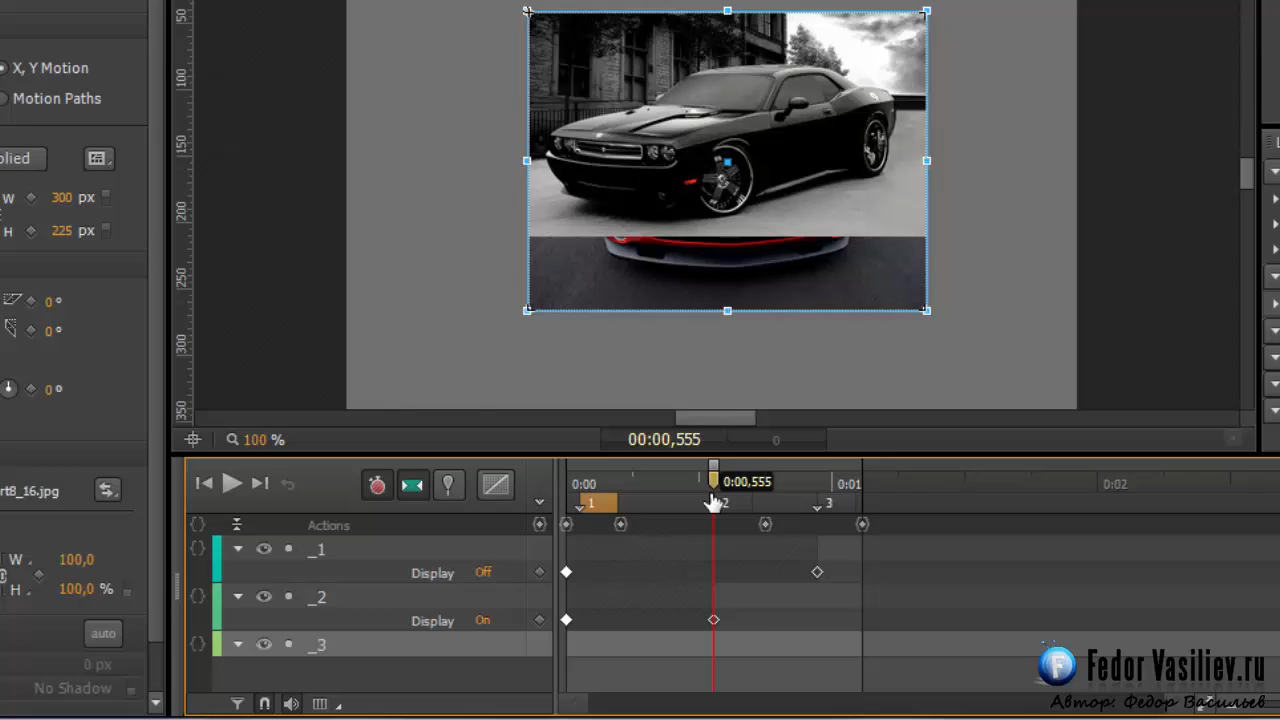 50
100
150
200
250
300
350
X, Y Motion
Motion Paths
plied
W 300 px
H 225 px
0 º
0 º
0 º
rt8_16.jpg
W 100,0
H 100,0 %
auto
0 px
No Shadow
100 %
00:00,555
0
0:00
0:00,555
0:01
0:02
1
2
3
Actions
_1
Display Off
_2
Display On
_3
Fedor Vasiliev.ru
Автор: Федор Васильев